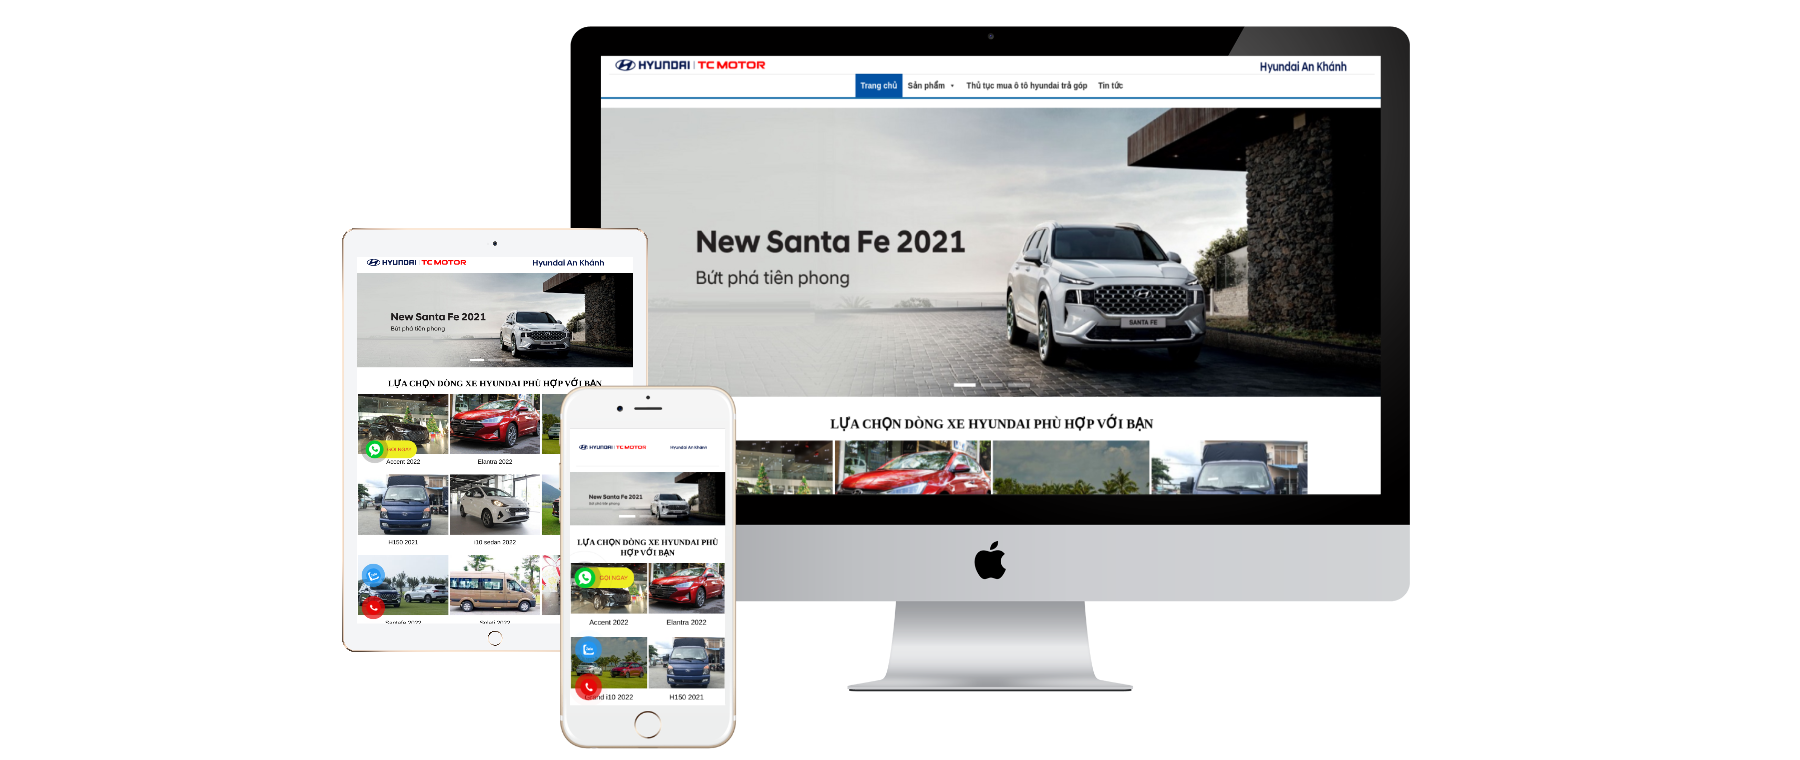 HYUNDAI | TC MOTOR
Hyundai An Khánh
Trang chủ Sản phẩm Thủ tục mua ô tô hyundai trả góp Tin tức
New Santa Fe 2021
Bứt phá tiên phong
SANTA FE
LỰA CHỌN DÒNG XE HYUNDAI PHÙ HỢP VỚI BẠN
HYUNDAI TC MOTOR
Hyundai An Khánh
New Santa Fe 2021
Bứt phá tiên phong
LỰA CHỌN DÒNG XE HYUNDAI PHÙ HỢP VỚI BẠN
GỌI NGAY
Accent 2022
Elantra 2022
H150 2021
i10 sedan 2022
Santafe 2022
Solati 2022
HYUNDAI | TC MOTOR
Hyundai An Khánh
New Santa Fe 2021
Bứt phá tiên phong
LỰA CHỌN DÒNG XE HYUNDAI PHÙ
HỢP VỚI BẠN
GỌI NGAY
Accent 2022
Elantra 2022
Grand i10 2022
H150 2021